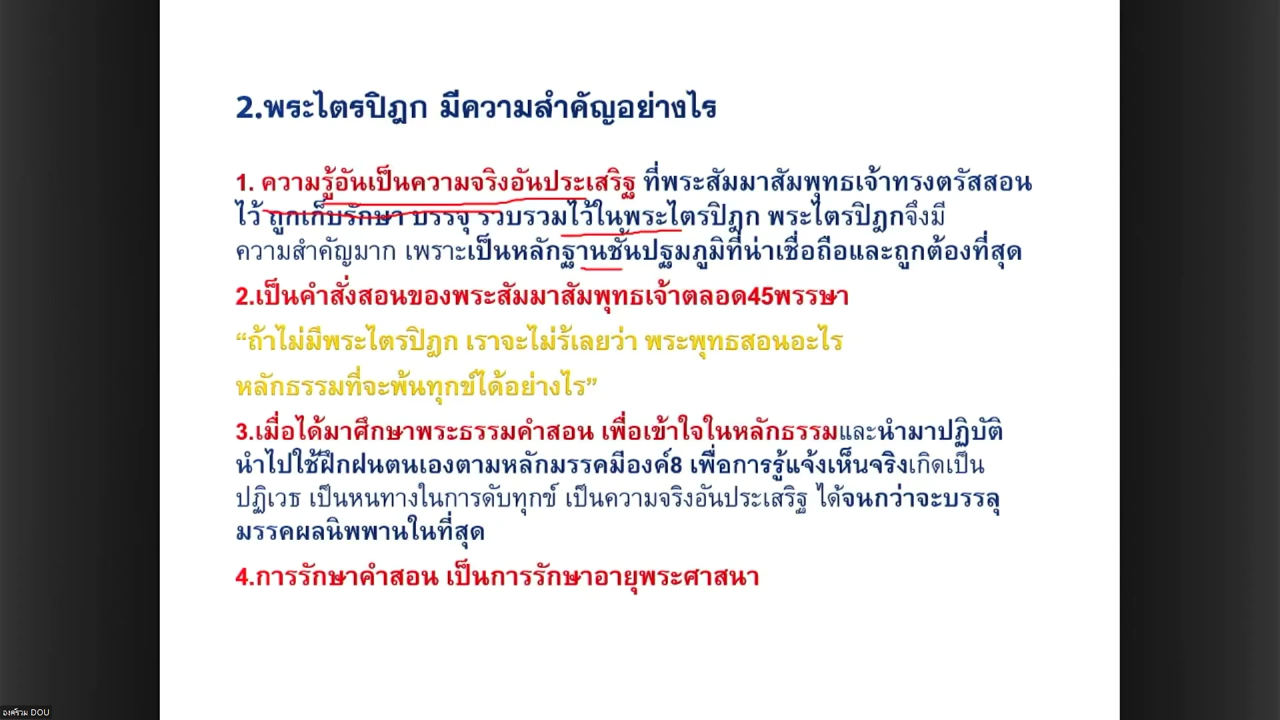 2.พระไตรปิฎก มีความสำคัญอย่างไร
1. ความรู้อันเป็นความจริงอันประเสริฐ ที่พระสัมมาสัมพุทธเจ้าทรงตรัสสอน
ไว้ ถูกเก็บรักษา บรรจุ รวบรวมไว้ในพระไตรปิฎก พระไตรปิฎกจึงมี
ความสำคัญมาก เพราะเป็นหลักฐานชั้นปฐมภูมิที่น่าเชื่อถือและถูกต้องที่สุด
2.เป็นคำสั่งสอนของพระสัมมาสัมพุทธเจ้าตลอด45พรรษา
“ถ้าไม่มีพระไตรปิฎก เราจะไม่ร้เลยว่า พระพุทธสอนอะไร
หลักธรรมที่จะพ้นทุกข์ได้อย่างไร”
3.เมื่อได้มาศึกษาพระธรรมคำสอน เพื่อเข้าใจในหลักธรรมและนำมาปฏิบัติ
นำไปใช้ฝึกฝนตนเองตามหลักมรรคมีองค์8 เพื่อการรู้แจ้งเห็นจริงเกิดเป็น
ปฏิเวธ เป็นหนทางในการดับทุกข์ เป็นความจริงอันประเสริฐ ได้จนกว่าจะบรรลุ
มรรคผลนิพพานในที่สุด
4.การรักษาคำสอน เป็นการรักษาอายุพระศาสนา
องค์รวม DOU